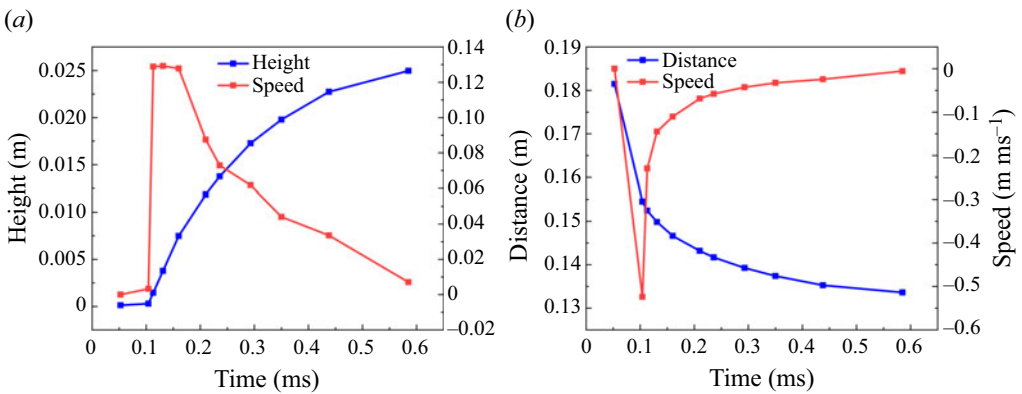 (a)
(b)
Height (m)
0.025
0.020
0.015
0.010
0.005
0
0.14
0.12
0.10
0.08
0.06
0.04
0.02
0
–0.02
Height
Speed
0 0.1 0.2 0.3 0.4 0.5 0.6
Time (ms)
Distance (m)
0.19
0.18
0.17
0.16
0.15
0.14
0.13
Distance
Speed
0
–0.1
–0.2
–0.3
–0.4
–0.5
–0.6
Speed (m ms⁻¹)
0 0.1 0.2 0.3 0.4 0.5 0.6
Time (ms)